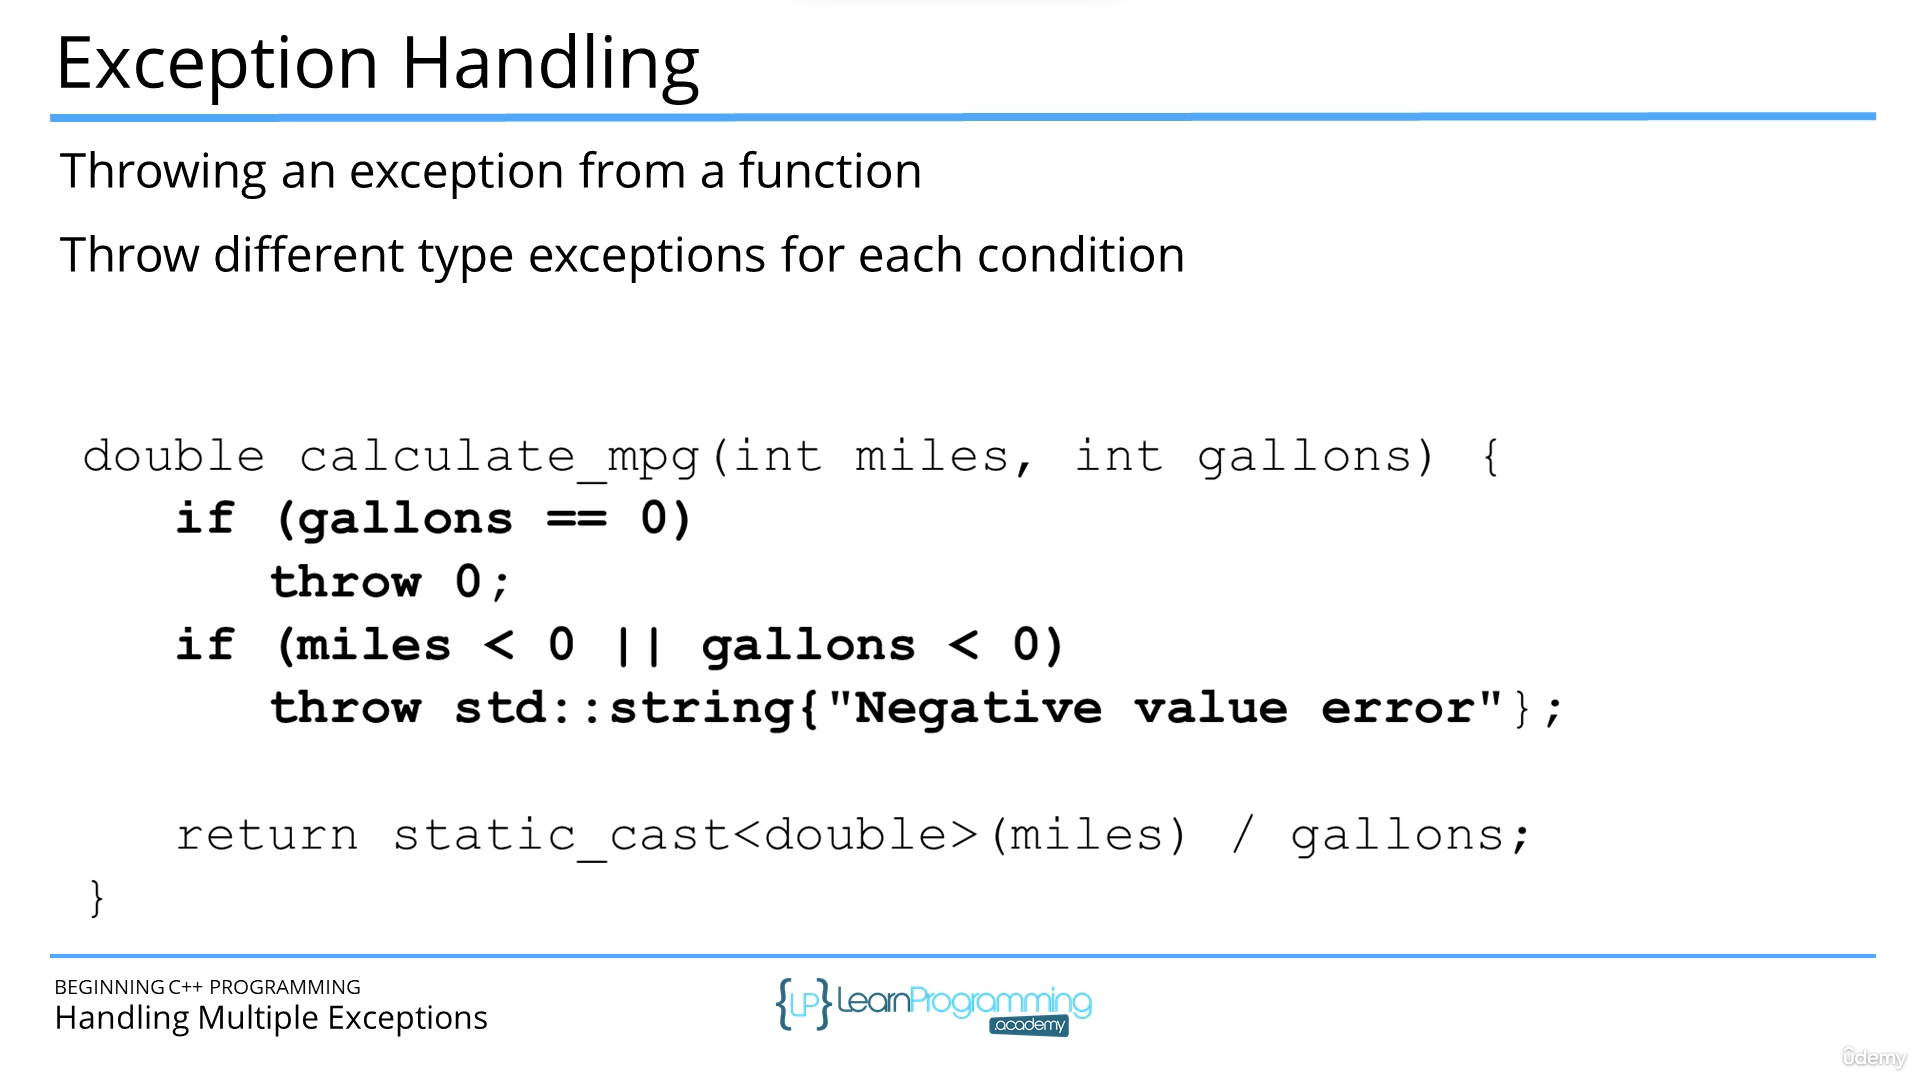 Exception Handling
Throwing an exception from a function
Throw different type exceptions for each condition
double calculate_mpg(int miles, int gallons) {
   if (gallons == 0)
      throw 0;
   if (miles < 0 || gallons < 0)
      throw std::string{"Negative value error"};
   return static_cast<double>(miles) / gallons;
}
BEGINNING C++ PROGRAMMING
Handling Multiple Exceptions
{LP} LearnProgramming
academy
ûdemy